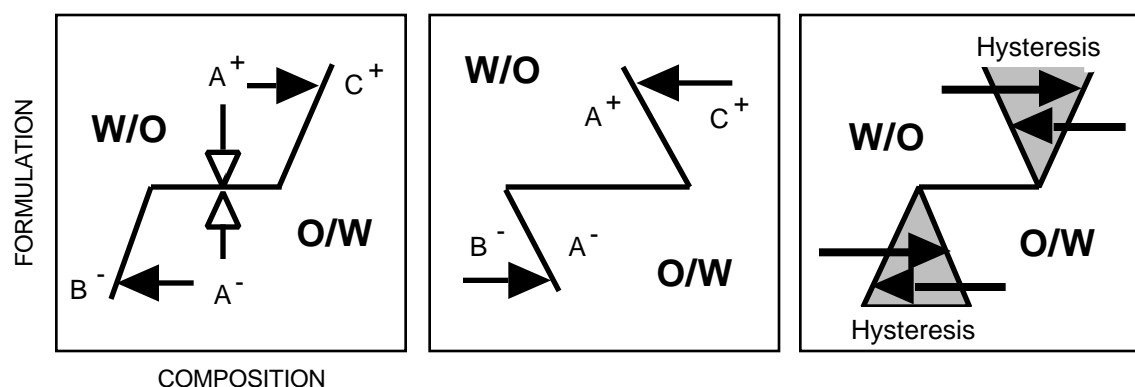 FORMULATION
A+
C+
W/O
O/W
B-
A-
W/O
A+
C+
B-
A-
O/W
Hysteresis
W/O
O/W
Hysteresis
COMPOSITION